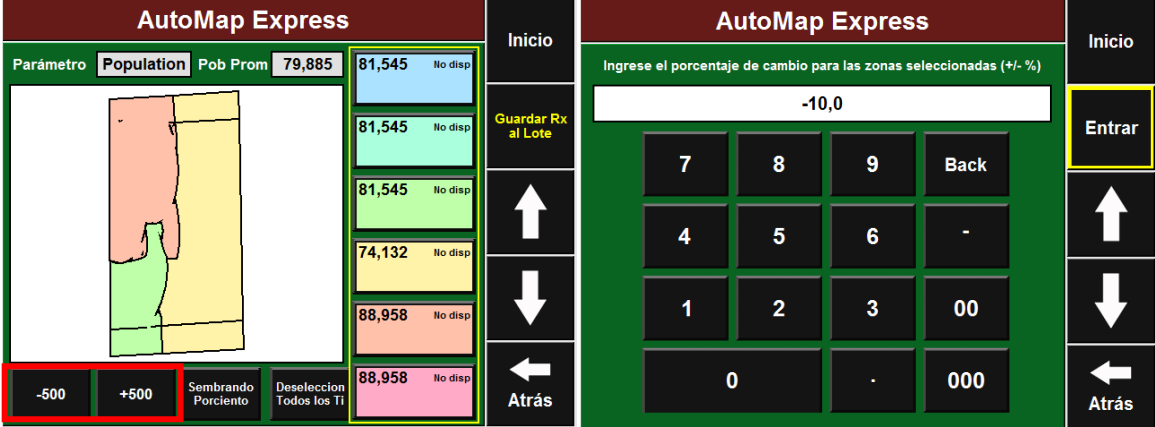 AutoMap Express
Inicio
Parámetro Population Pob Prom 79,885
81,545 No disp
81,545 No disp
81,545 No disp
74,132 No disp
88,958 No disp
88,958 No disp
Guardar Rx
al Lote
-500
+500
Sembrando
Porciento
Deseleccion
Todos los Ti
Atrás
AutoMap Express
Inicio
Ingrese el porcentaje de cambio para las zonas seleccionadas (+/- %)
-10,0
Entrar
7 8 9 Back
4 5 6 -
1 2 3 00
0 . 000
Atrás